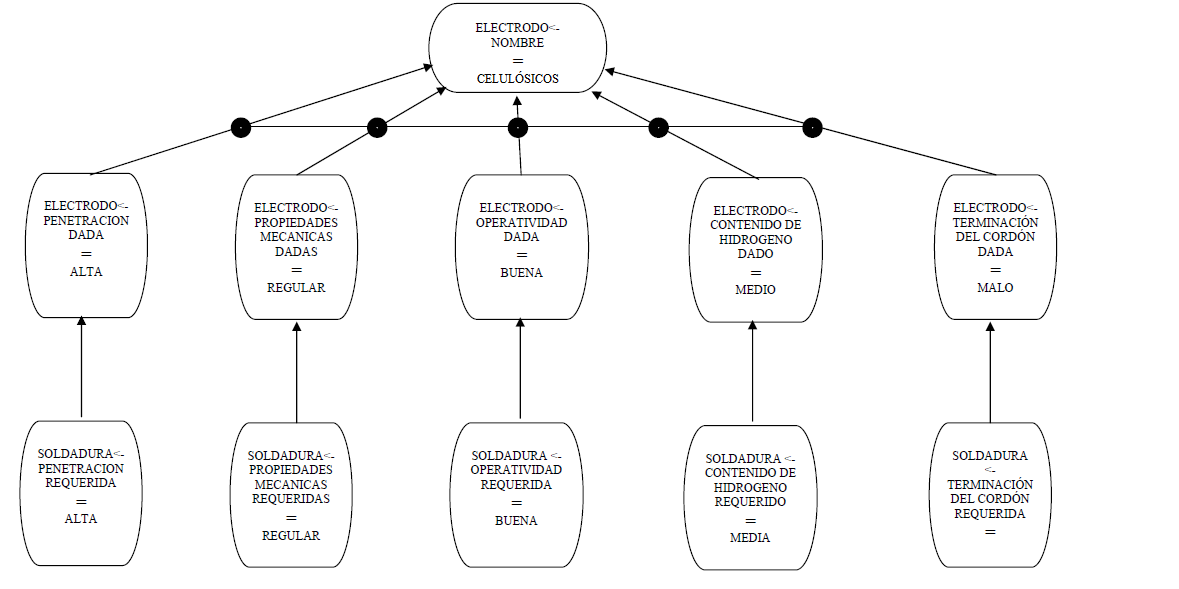 ELECTRODO<-
NOMBRE
=
CELULÓSICOS
ELECTRODO<-
PENETRACION
DADA
=
ALTA
ELECTRODO<-
PROPIEDADES
MECANICAS
DADAS
=
REGULAR
ELECTRODO<-
OPERATIVIDAD
DADA
=
BUENA
ELECTRODO<-
CONTENIDO DE
HIDROGENO
DADO
=
MEDIO
ELECTRODO<-
TERMINACIÓN
DEL CORDÓN
DADA
=
MALO
SOLDADURA<-
PENETRACION
REQUERIDA
=
ALTA
SOLDADURA<-
PROPIEDADES
MECANICAS
REQUERIDAS
=
REGULAR
SOLDADURA <-
OPERATIVIDAD
REQUERIDA
=
BUENA
SOLDADURA <-
CONTENIDO DE
HIDROGENO
REQUERIDO
=
MEDIA
SOLDADURA
<-
TERMINACIÓN
DEL CORDÓN
REQUERIDA
=